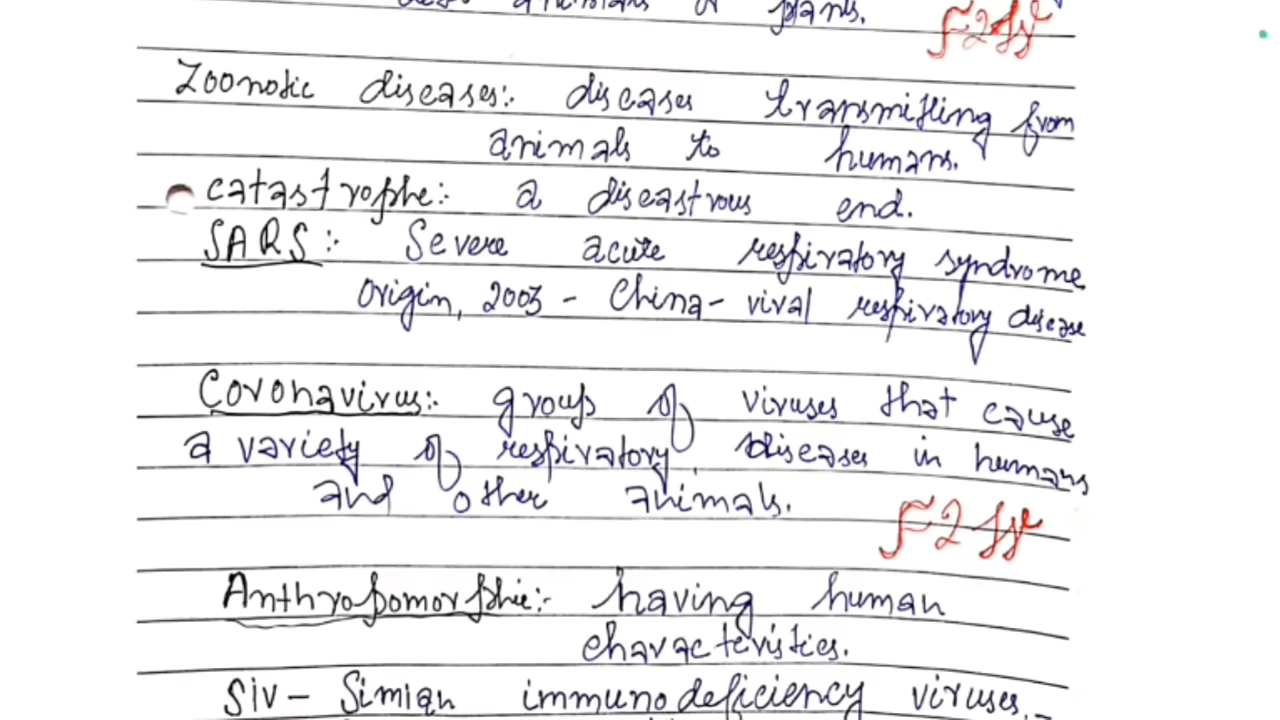 animals & plants.
Zoonotic diseases:- diseases transmitting from
animals to humans.
catastrophe:- a diseastrous end.
SARS:- Severe acute respiratory syndrome
Origin, 2003 - China - viral respiratory disease
Coronavirus:- group of viruses that cause
a variety of respiratory diseases in humans
and other animals.
Anthropomorphic:- having human
characteristics.
SIV - Simian immunodeficiency viruses.-